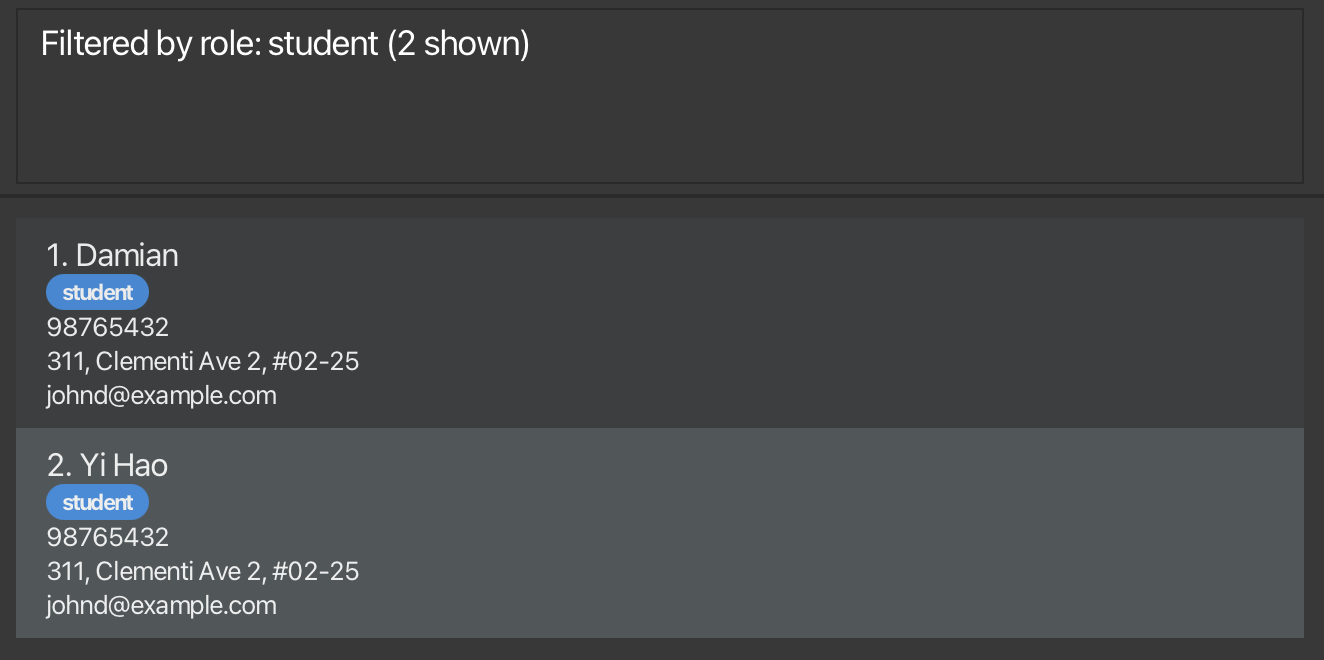 Filtered by role: student (2 shown)
1. Damian
student
98765432
311, Clementi Ave 2, #02-25
johnd@example.com
2. Yi Hao
student
98765432
311, Clementi Ave 2, #02-25
johnd@example.com